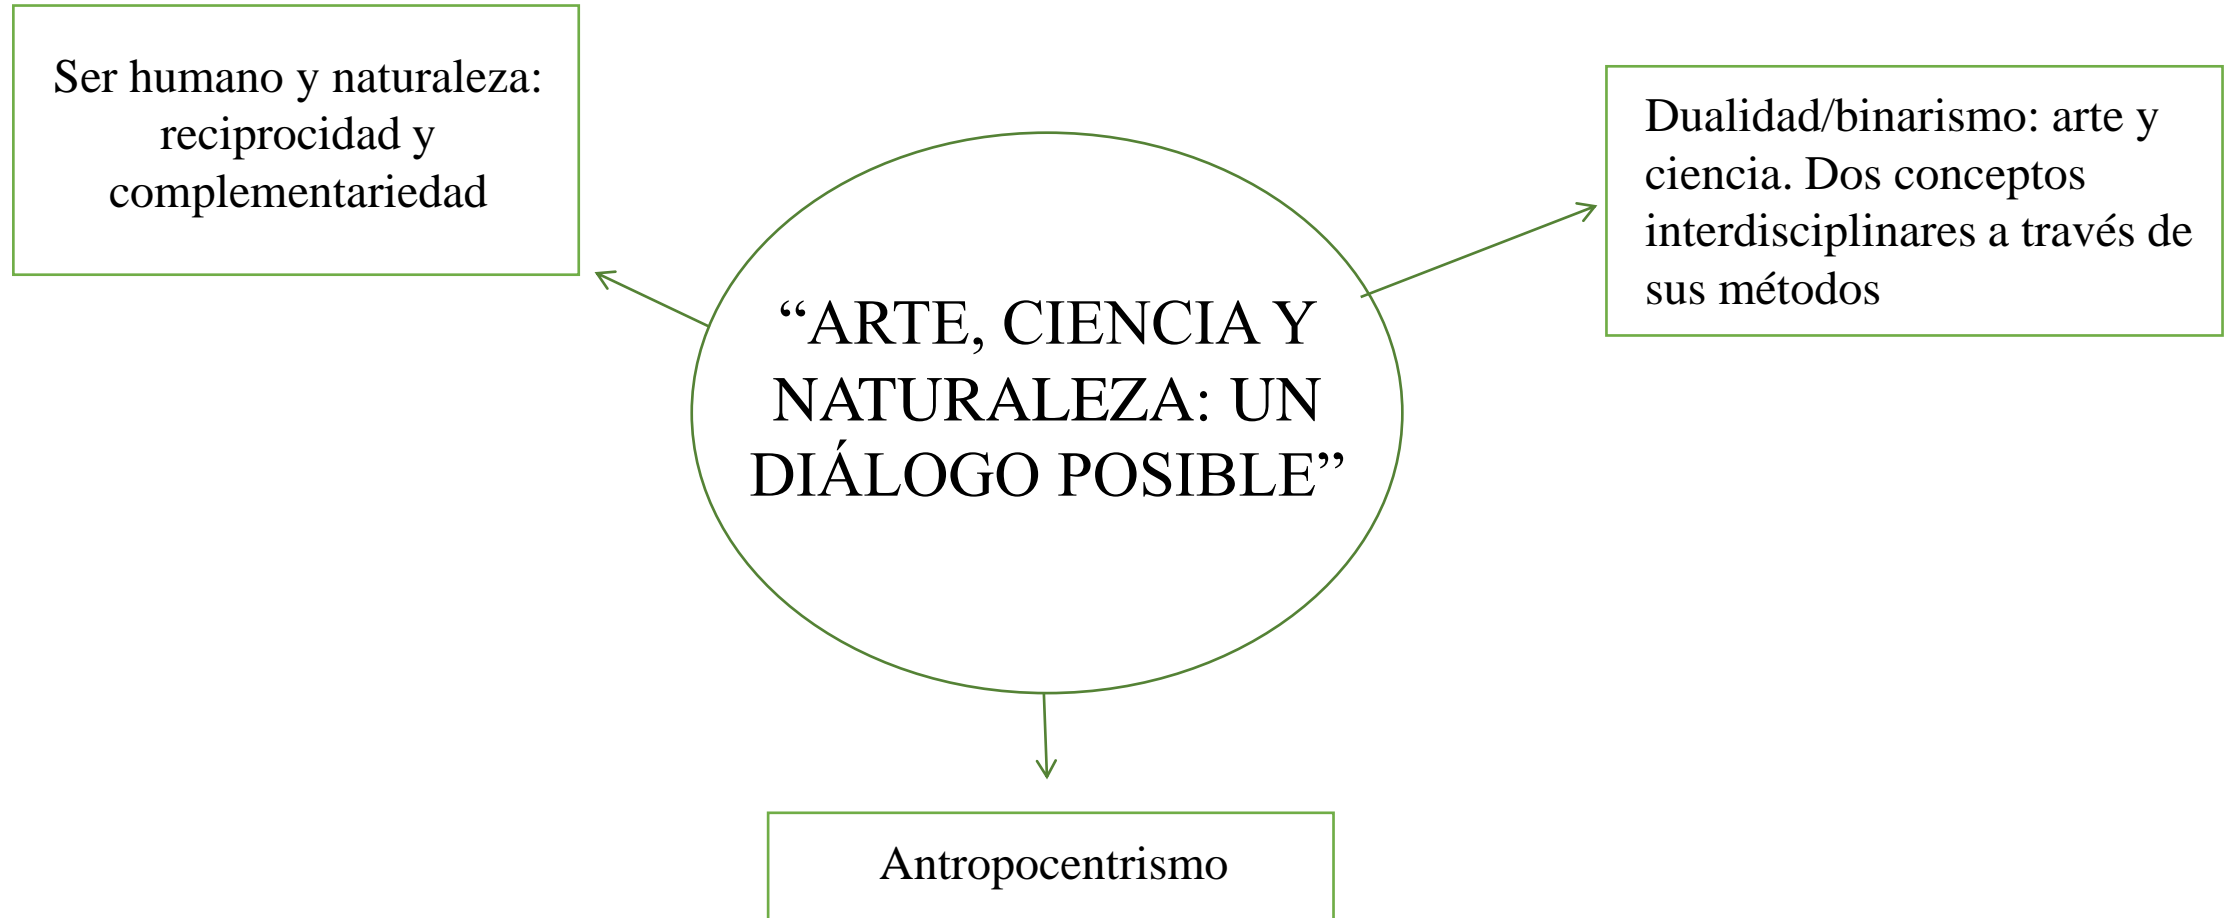 Ser humano y naturaleza:
reciprocidad y
complementariedad
Dualidad/binarismo: arte y
ciencia. Dos conceptos
interdisciplinares a través de
sus métodos
“ARTE, CIENCIA Y
NATURALEZA: UN
DIÁLOGO POSIBLE”
Antropocentrismo